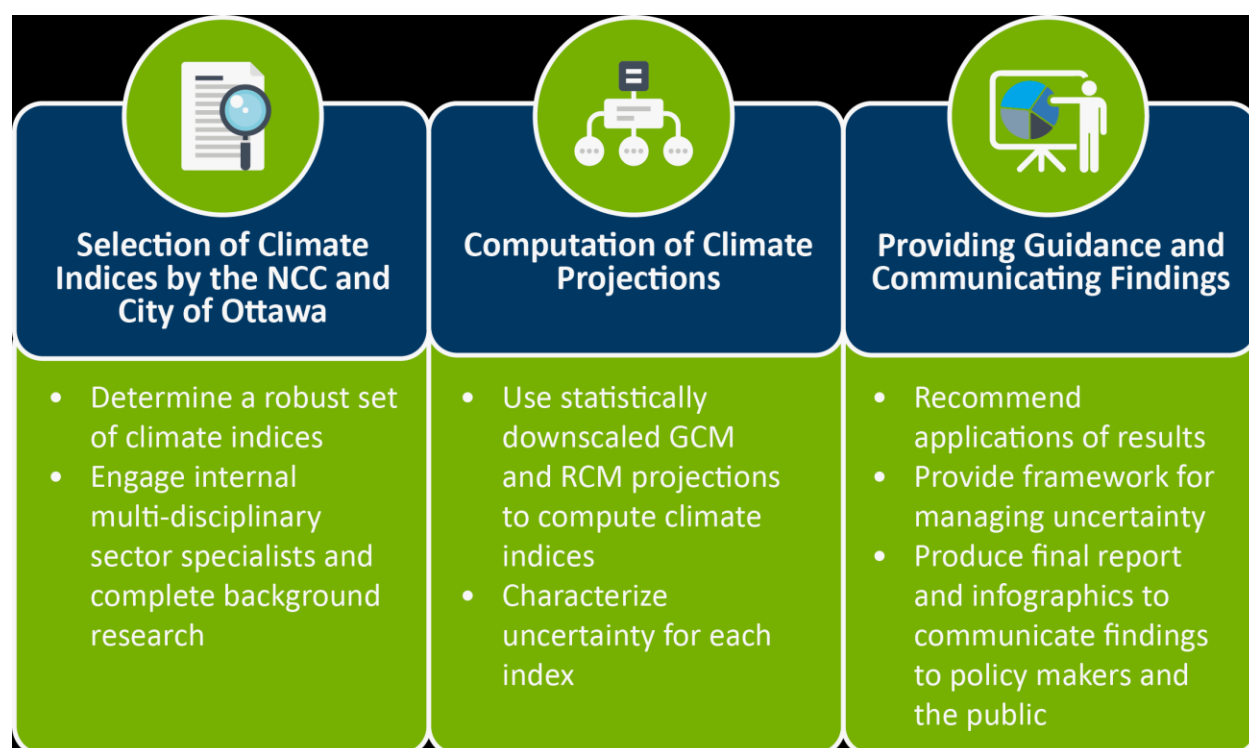 Selection of Climate
Indices by the NCC and
City of Ottawa
• Determine a robust set
of climate indices
• Engage internal
multi-disciplinary
sector specialists and
complete background
research
Computation of Climate
Projections
• Use statistically
downscaled GCM
and RCM projections
to compute climate
indices
• Characterize
uncertainty for each
index
Providing Guidance and
Communicating Findings
• Recommend
applications of results
• Provide framework for
managing uncertainty
• Produce final report
and infographics to
communicate findings
to policy makers and
the public